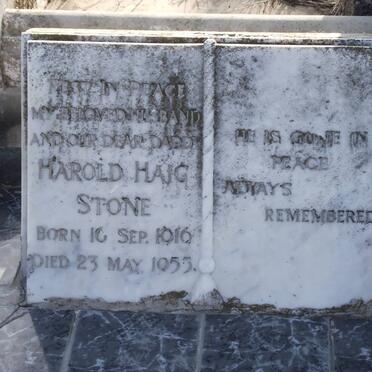 REST IN PEACE
MY BELOVED HUSBAND
AND OUR DEAR DADDY
HAROLD HAIG
STONE
BORN 16 SEP. 1916
DIED 23 MAY 1955.
HE IS GONE IN
PEACE
ALWAYS
REMEMBERED